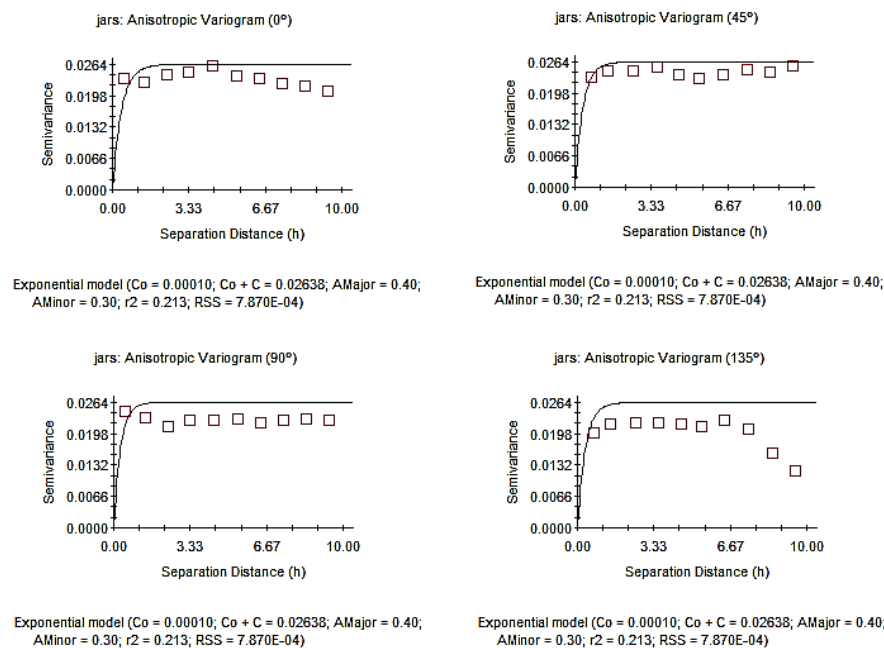 jars: Anisotropic Variogram (0º)
Semivariance
0.0264
0.0198
0.0132
0.0066
0.0000
0.00 3.33 6.67 10.00
Separation Distance (h)
Exponential model (Co = 0.00010; Co + C = 0.02638; AMajor = 0.40;
AMinor = 0.30; r2 = 0.213; RSS = 7.870E-04)
jars: Anisotropic Variogram (45º)
Semivariance
0.0264
0.0198
0.0132
0.0066
0.0000
0.00 3.33 6.67 10.00
Separation Distance (h)
Exponential model (Co = 0.00010; Co + C = 0.02638; AMajor = 0.40;
AMinor = 0.30; r2 = 0.213; RSS = 7.870E-04)
jars: Anisotropic Variogram (90º)
Semivariance
0.0264
0.0198
0.0132
0.0066
0.0000
0.00 3.33 6.67 10.00
Separation Distance (h)
Exponential model (Co = 0.00010; Co + C = 0.02638; AMajor = 0.40;
AMinor = 0.30; r2 = 0.213; RSS = 7.870E-04)
jars: Anisotropic Variogram (135º)
Semivariance
0.0264
0.0198
0.0132
0.0066
0.0000
0.00 3.33 6.67 10.00
Separation Distance (h)
Exponential model (Co = 0.00010; Co + C = 0.02638; AMajor = 0.40;
AMinor = 0.30; r2 = 0.213; RSS = 7.870E-04)